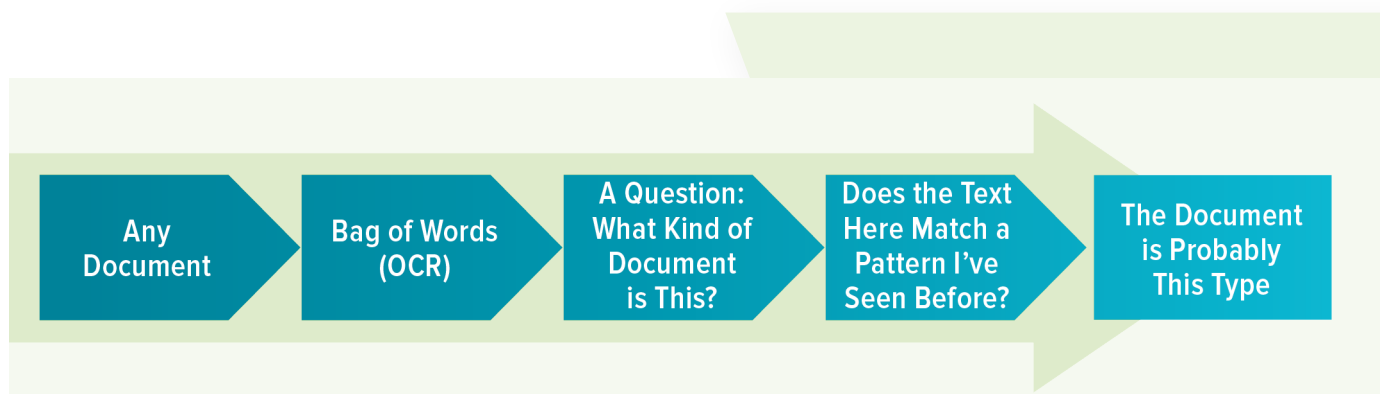 Any
Document
Bag of Words
(OCR)
A Question:
What Kind of
Document
is This?
Does the Text
Here Match a
Pattern I’ve
Seen Before?
The Document
is Probably
This Type